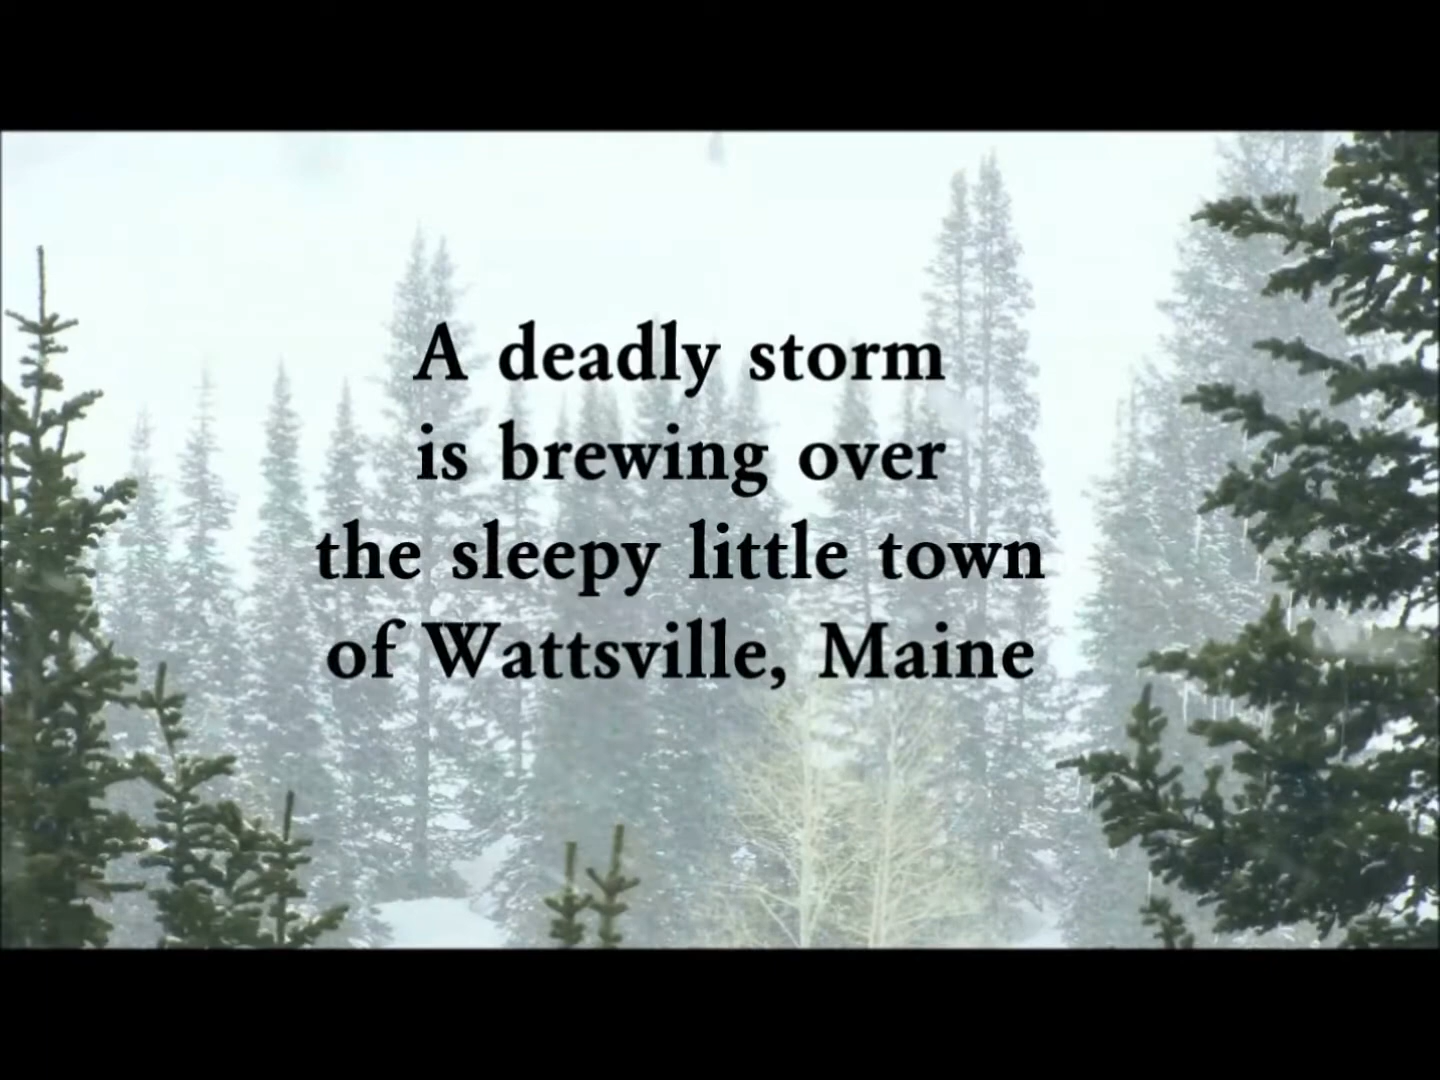 A deadly storm
is brewing over
the sleepy little town
of Wattsville, Maine